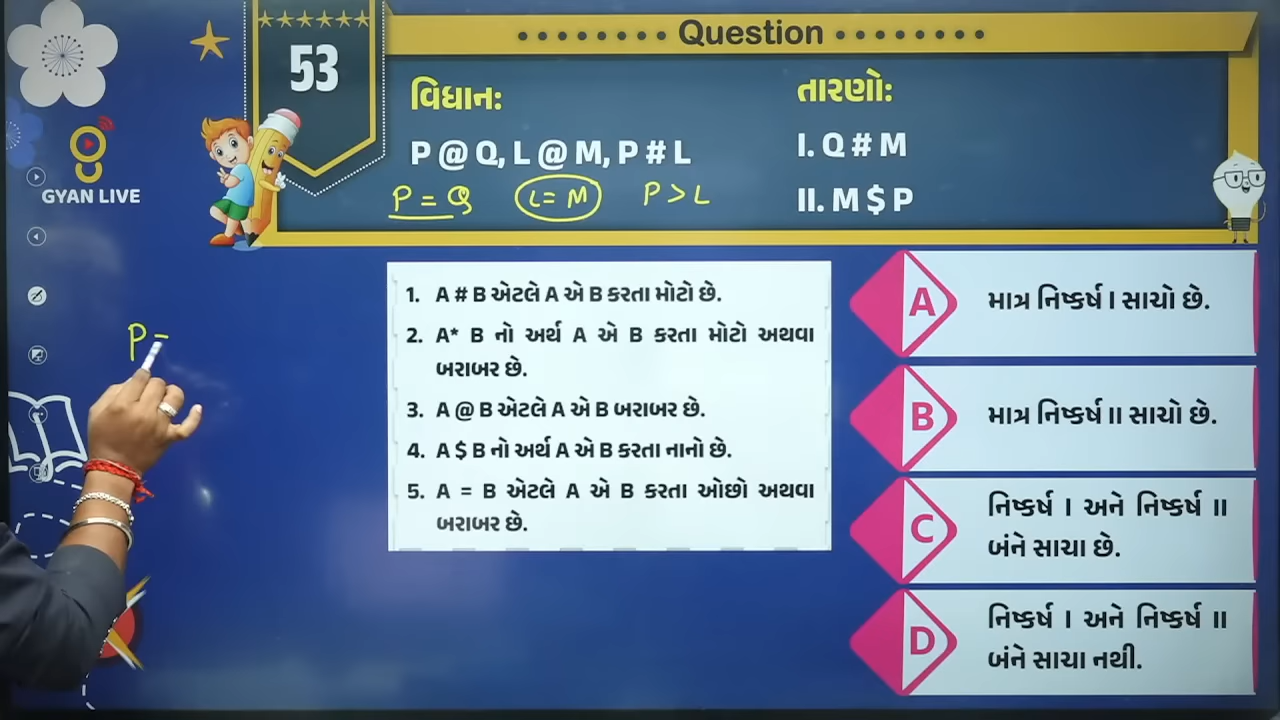 53
Question
GYAN LIVE
વિધાન:
P @ Q, L @ M, P # L
P = Q L = M P > L
તારણો:
I. Q # M
II. M $ P
P =
1. A # B એટલે A એ B કરતા મોટો છે.
2. A* B નો અર્થ A એ B કરતા મોટો અથવા
બરાબર છે.
3. A @ B એટલે A એ B બરાબર છે.
4. A $ B નો અર્થ A એ B કરતા નાનો છે.
5. A = B એટલે A એ B કરતા ઓછો અથવા
બરાબર છે.
A માત્ર નિષ્કર્ષ I સાચો છે.
B માત્ર નિષ્કર્ષ II સાચો છે.
C નિષ્કર્ષ I અને નિષ્કર્ષ II
બંને સાચા છે.
D નિષ્કર્ષ I અને નિષ્કર્ષ II
બંને સાચા નથી.